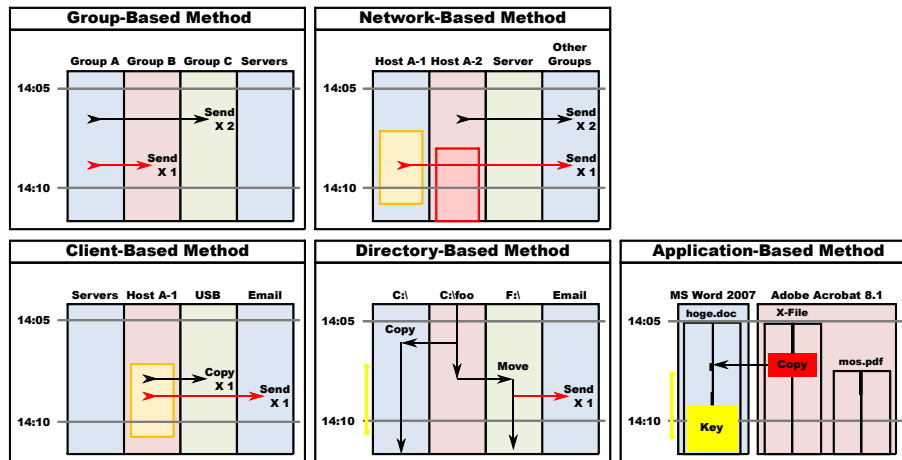 Group-Based Method
Group A Group B Group C Servers
14:05
Send
X 2
Send
X 1
14:10
Network-Based Method
Other
Host A-1 Host A-2 Server Groups
14:05
Send
X 2
Send
X 1
14:10
Client-Based Method
Servers Host A-1 USB Email
14:05
Copy
X 1
Send
X 1
14:10
Directory-Based Method
C:\ C:\foo F:\ Email
14:05
Copy
Move
Send
X 1
14:10
Application-Based Method
MS Word 2007 Adobe Acrobat 8.1
hoge.doc X-File
14:05
Copy mos.pdf
14:10
Key